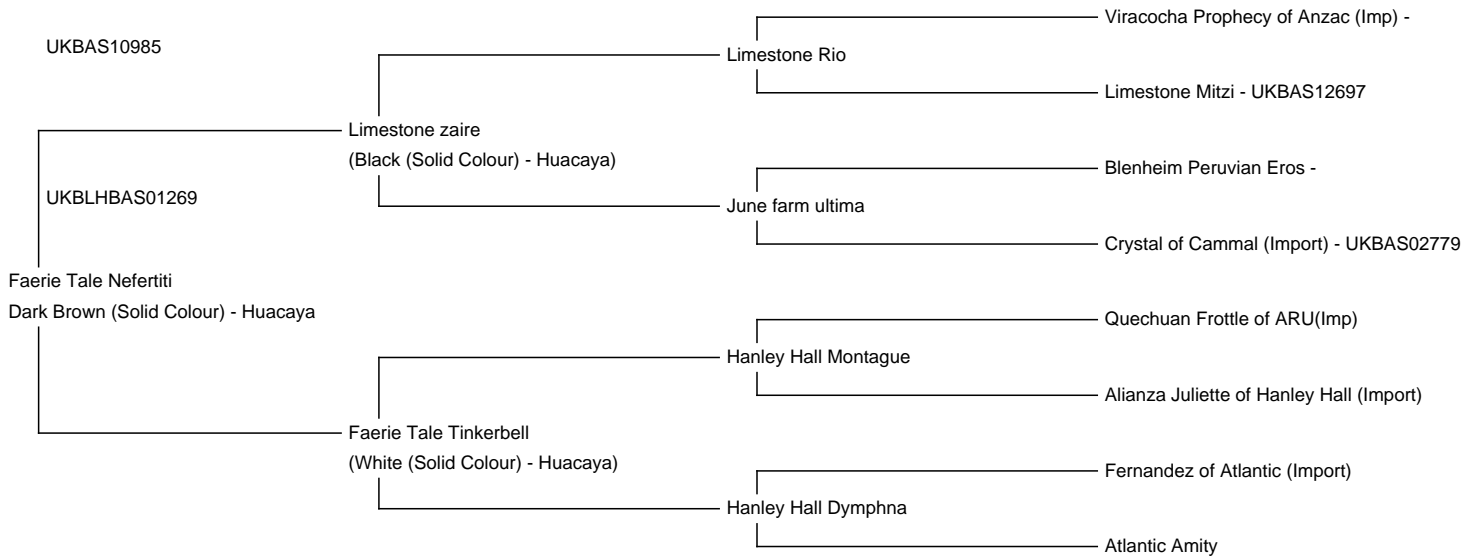 Viracocha Prophecy of Anzac (Imp) -
UKBAS10985
Limestone Rio
Limestone Mitzi - UKBAS12697
Limestone zaire
(Black (Solid Colour) - Huacaya)
Blenheim Peruvian Eros -
UKBLHBAS01269
June farm ultima
Crystal of Cammal (Import) - UKBAS02779
Faerie Tale Nefertiti
Dark Brown (Solid Colour) - Huacaya
Quechuan Frottle of ARU(Imp)
Hanley Hall Montague
Alianza Juliette of Hanley Hall (Import)
Faerie Tale Tinkerbell
(White (Solid Colour) - Huacaya)
Fernandez of Atlantic (Import)
Hanley Hall Dymphna
Atlantic Amity